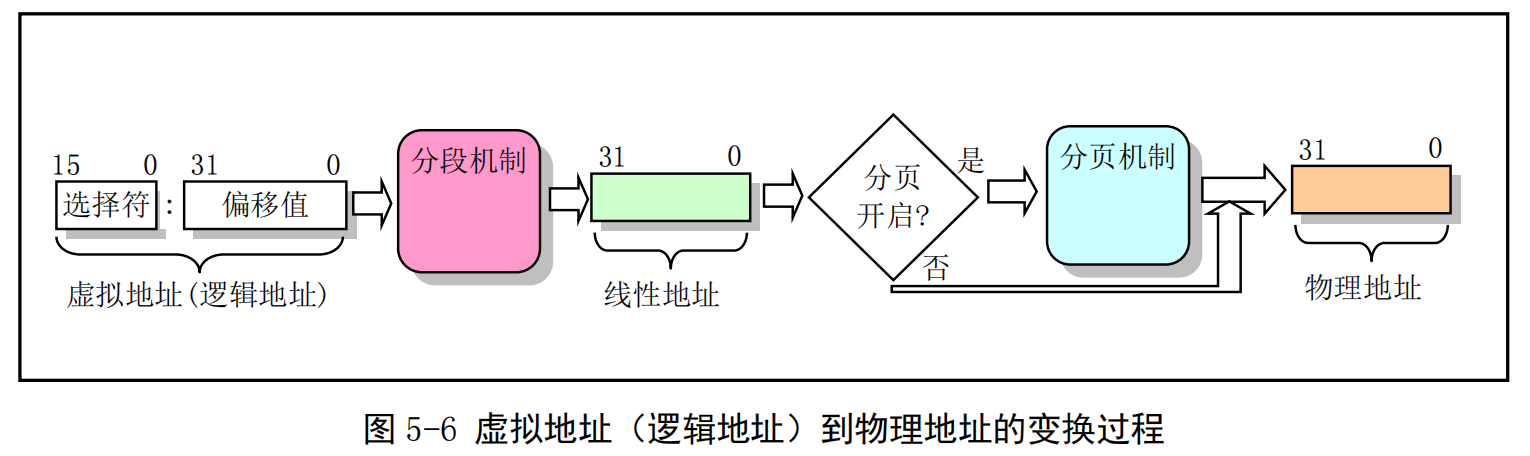 15 0 31 0
选择符 : 偏移值
虚拟地址(逻辑地址)
分段机制
31 0
线性地址
分页
开启?
是
否
分页机制
31 0
物理地址
图 5-6 虚拟地址（逻辑地址）到物理地址的变换过程